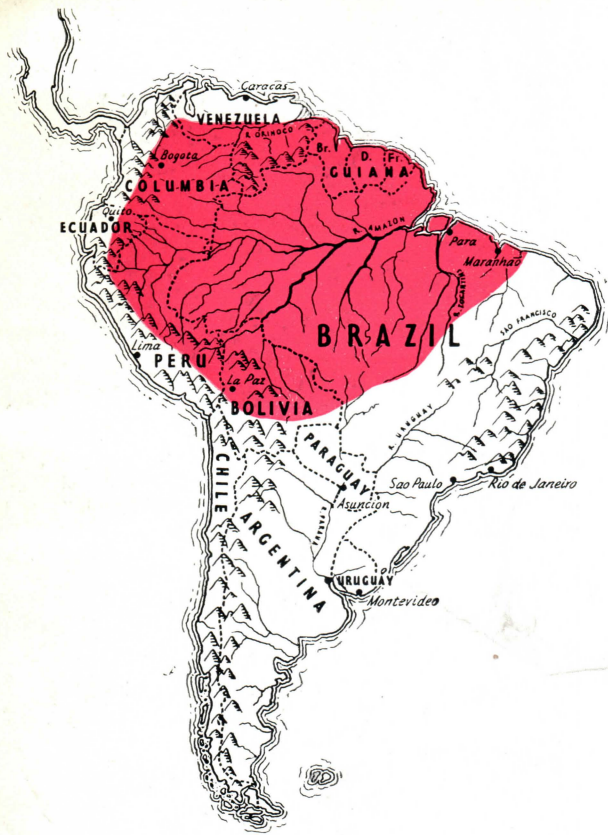 Caracas
VENEZUELA
R. ORINOCO
Br.
D.
Fr.
GUIANA
Bogota
COLUMBIA
Quito
ECUADOR
R. AMAZON
Para
Maranhao
R. TOCANTINS
BRAZIL
SAO FRANCISCO
Lima
PERU
La Paz
BOLIVIA
R. URUGUAY
PARAGUAY
CHILE
Sao Paulo
Rio de Janeiro
Asuncion
R. PARANA
ARGENTINA
URUGUAY
Montevideo